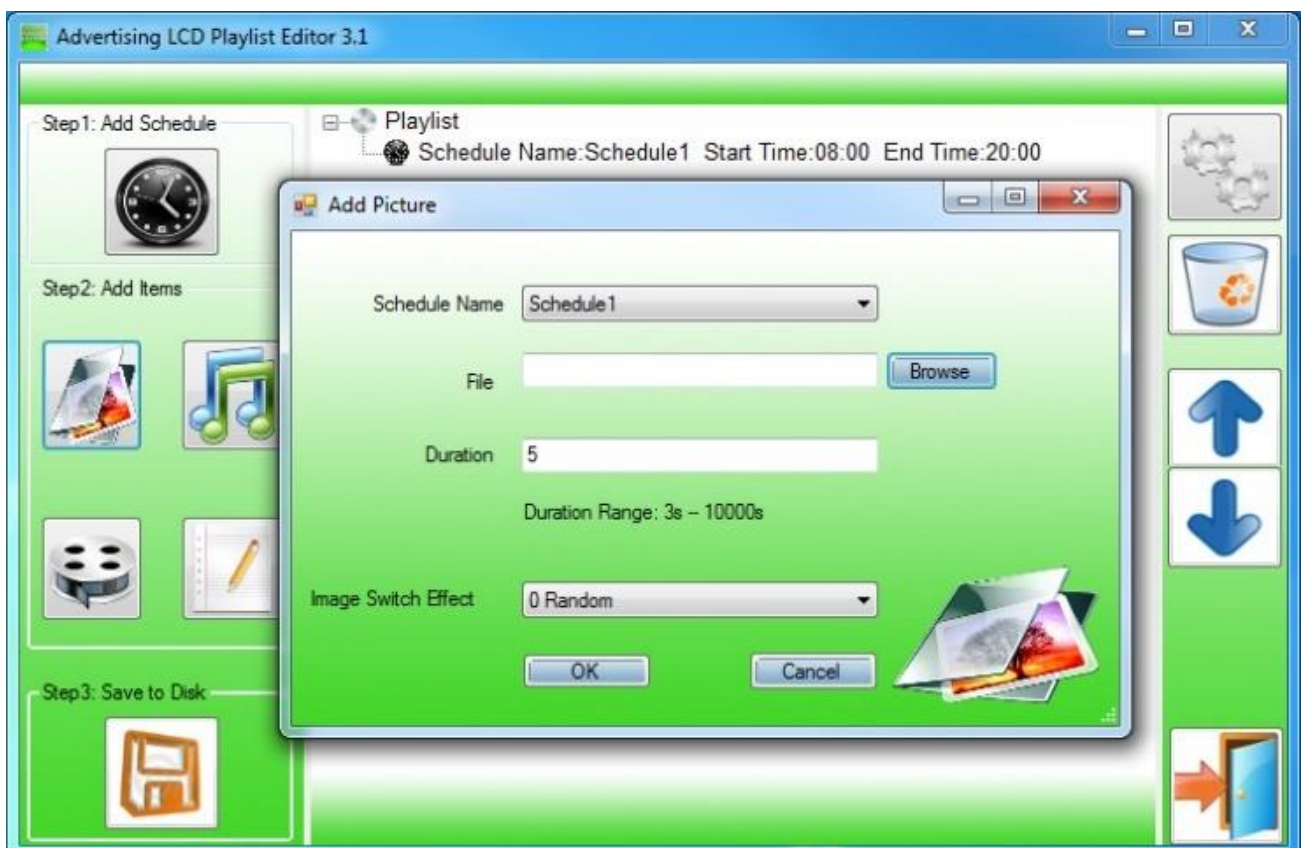 Advertising LCD Playlist Editor 3.1
Step1: Add Schedule
Playlist
Schedule Name:Schedule1 Start Time:08:00 End Time:20:00
Add Picture
Step2: Add Items
Schedule Name Schedule1
File Browse
Duration 5
Duration Range: 3s – 10000s
Image Switch Effect 0 Random
OK Cancel
Step3: Save to Disk